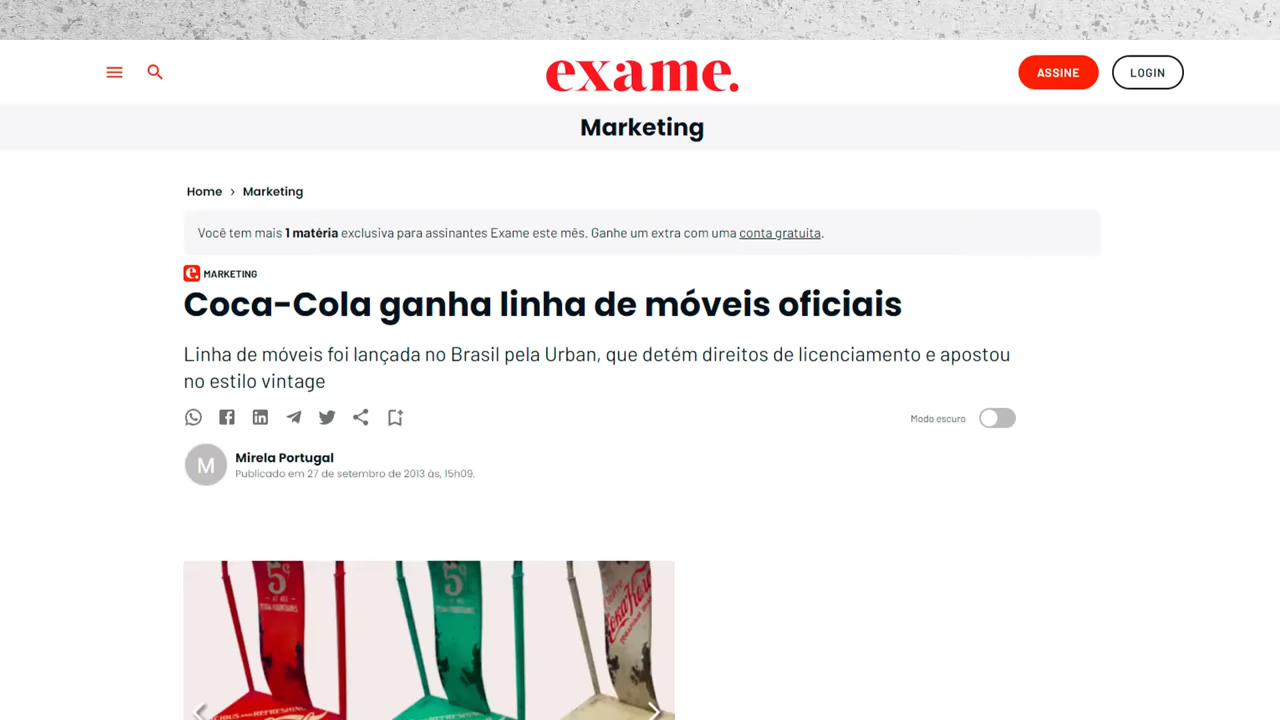 exame.
ASSINE
LOGIN
Marketing
Home > Marketing
Você tem mais 1 matéria exclusiva para assinantes Exame este mês. Ganhe um extra com uma conta gratuita.
e. MARKETING
Coca-Cola ganha linha de móveis oficiais
Linha de móveis foi lançada no Brasil pela Urban, que detém direitos de licenciamento e apostou
no estilo vintage
Modo escuro
M
Mirela Portugal
Publicado em 27 de setembro de 2013 às, 15h09.
5¢
5¢